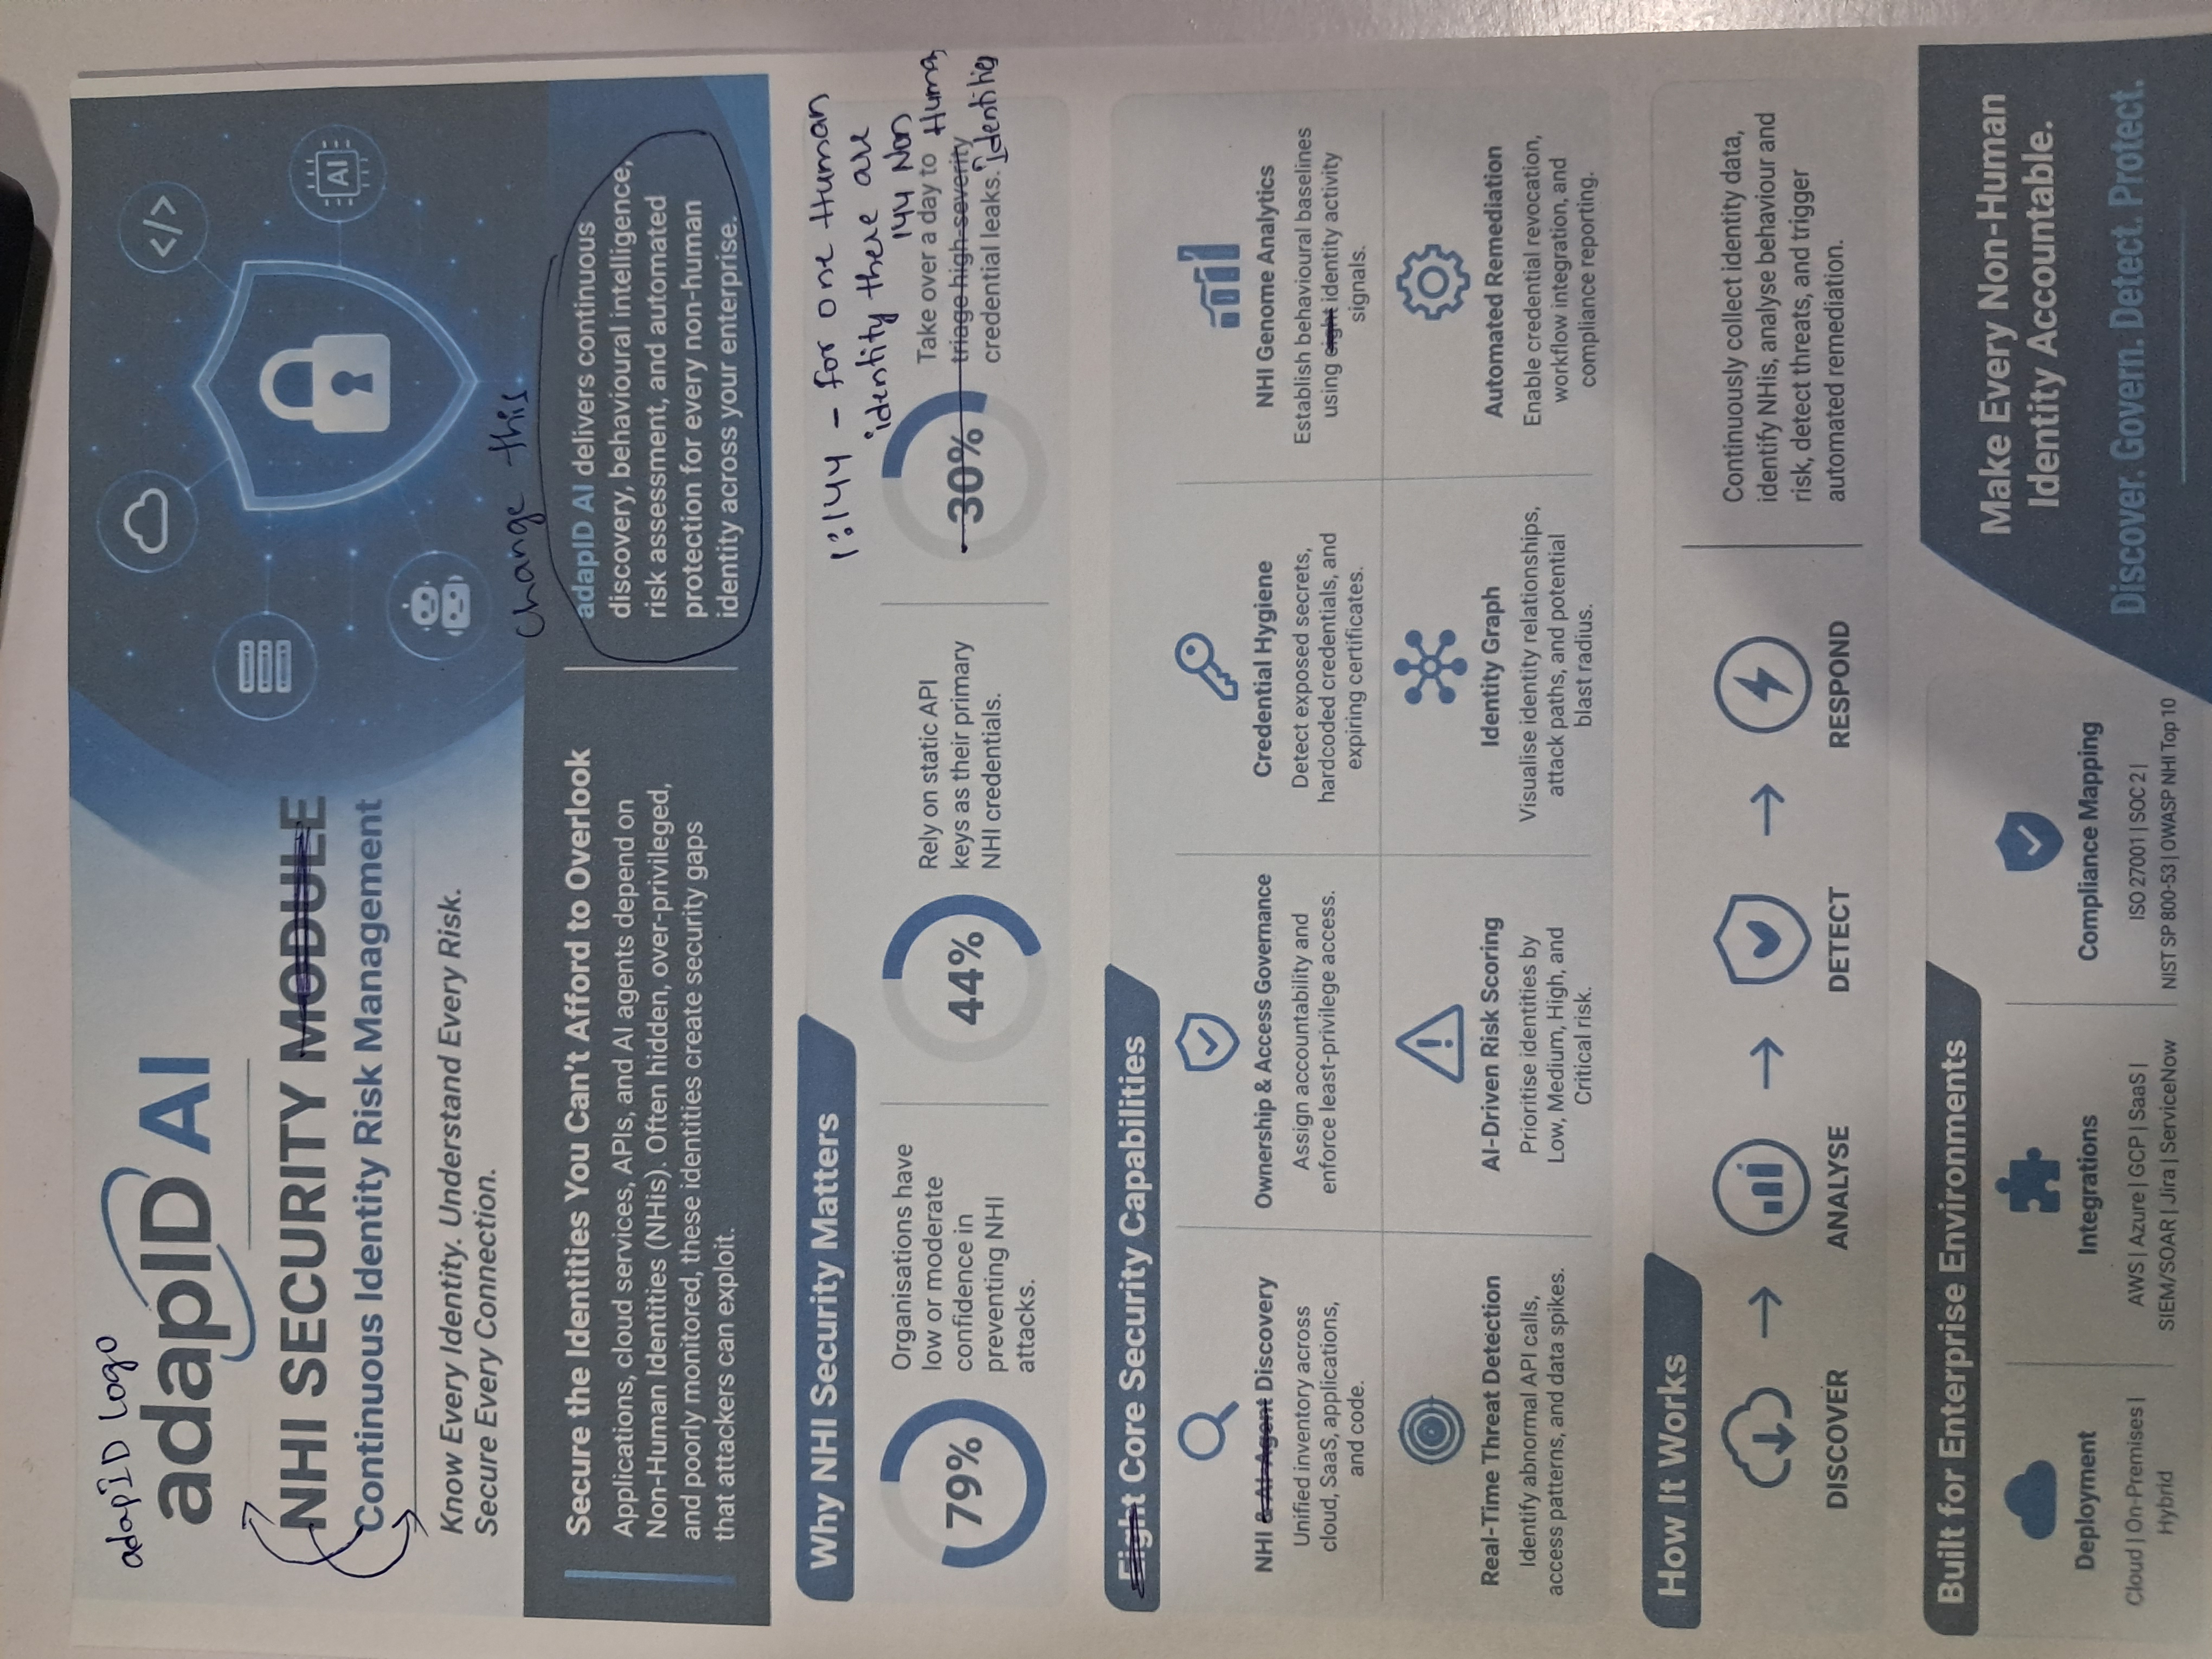 adapID Logo
adapID AI
NHI SECURITY MODULE
Continuous Identity Risk Management
Know Every Identity. Understand Every Risk.
Secure Every Connection.
AI
Change this
Secure the Identities You Can't Afford to Overlook
Applications, cloud services, APIs, and AI agents depend on
Non-Human Identities (NHis). Often hidden, over-privileged,
and poorly monitored, these identities create security gaps
that attackers can exploit.
adapID AI delivers continuous
discovery, behavioural intelligence,
risk assessment, and automated
protection for every non-human
identity across your enterprise.
Why NHI Security Matters
1:144 - for one Human
identity there are
144 Non
Human
Identities
79%
Organisations have
low or moderate
confidence in
preventing NHI
attacks.
44%
Rely on static API
keys as their primary
NHI credentials.
30%
Take over a day to
triage high-severity
credential leaks.
Eight Core Security Capabilities
NHI & AI-Agent Discovery
Unified inventory across
cloud, SaaS, applications,
and code.
Ownership & Access Governance
Assign accountability and
enforce least-privilege access.
Credential Hygiene
Detect exposed secrets,
hardcoded credentials, and
expiring certificates.
NHI Genome Analytics
Establish behavioural baselines
using eight identity activity
signals.
Real-Time Threat Detection
Identify abnormal API calls,
access patterns, and data spikes.
AI-Driven Risk Scoring
Prioritise identities by
Low, Medium, High, and
Critical risk.
Identity Graph
Visualise identity relationships,
attack paths, and potential
blast radius.
Automated Remediation
Enable credential revocation,
workflow integration, and
compliance reporting.
How It Works
DISCOVER
ANALYSE
DETECT
RESPOND
Continuously collect identity data,
identify NHis, analyse behaviour and
risk, detect threats, and trigger
automated remediation.
Built for Enterprise Environments
Deployment
Cloud | On-Premises |
Hybrid
Integrations
AWS | Azure | GCP | SaaS |
SIEM/SOAR | Jira | ServiceNow
Compliance Mapping
ISO 27001 | SOC 2 |
NIST SP 800-53 | OWASP NHI Top 10
Make Every Non-Human
Identity Accountable.
Discover. Govern. Detect. Protect.